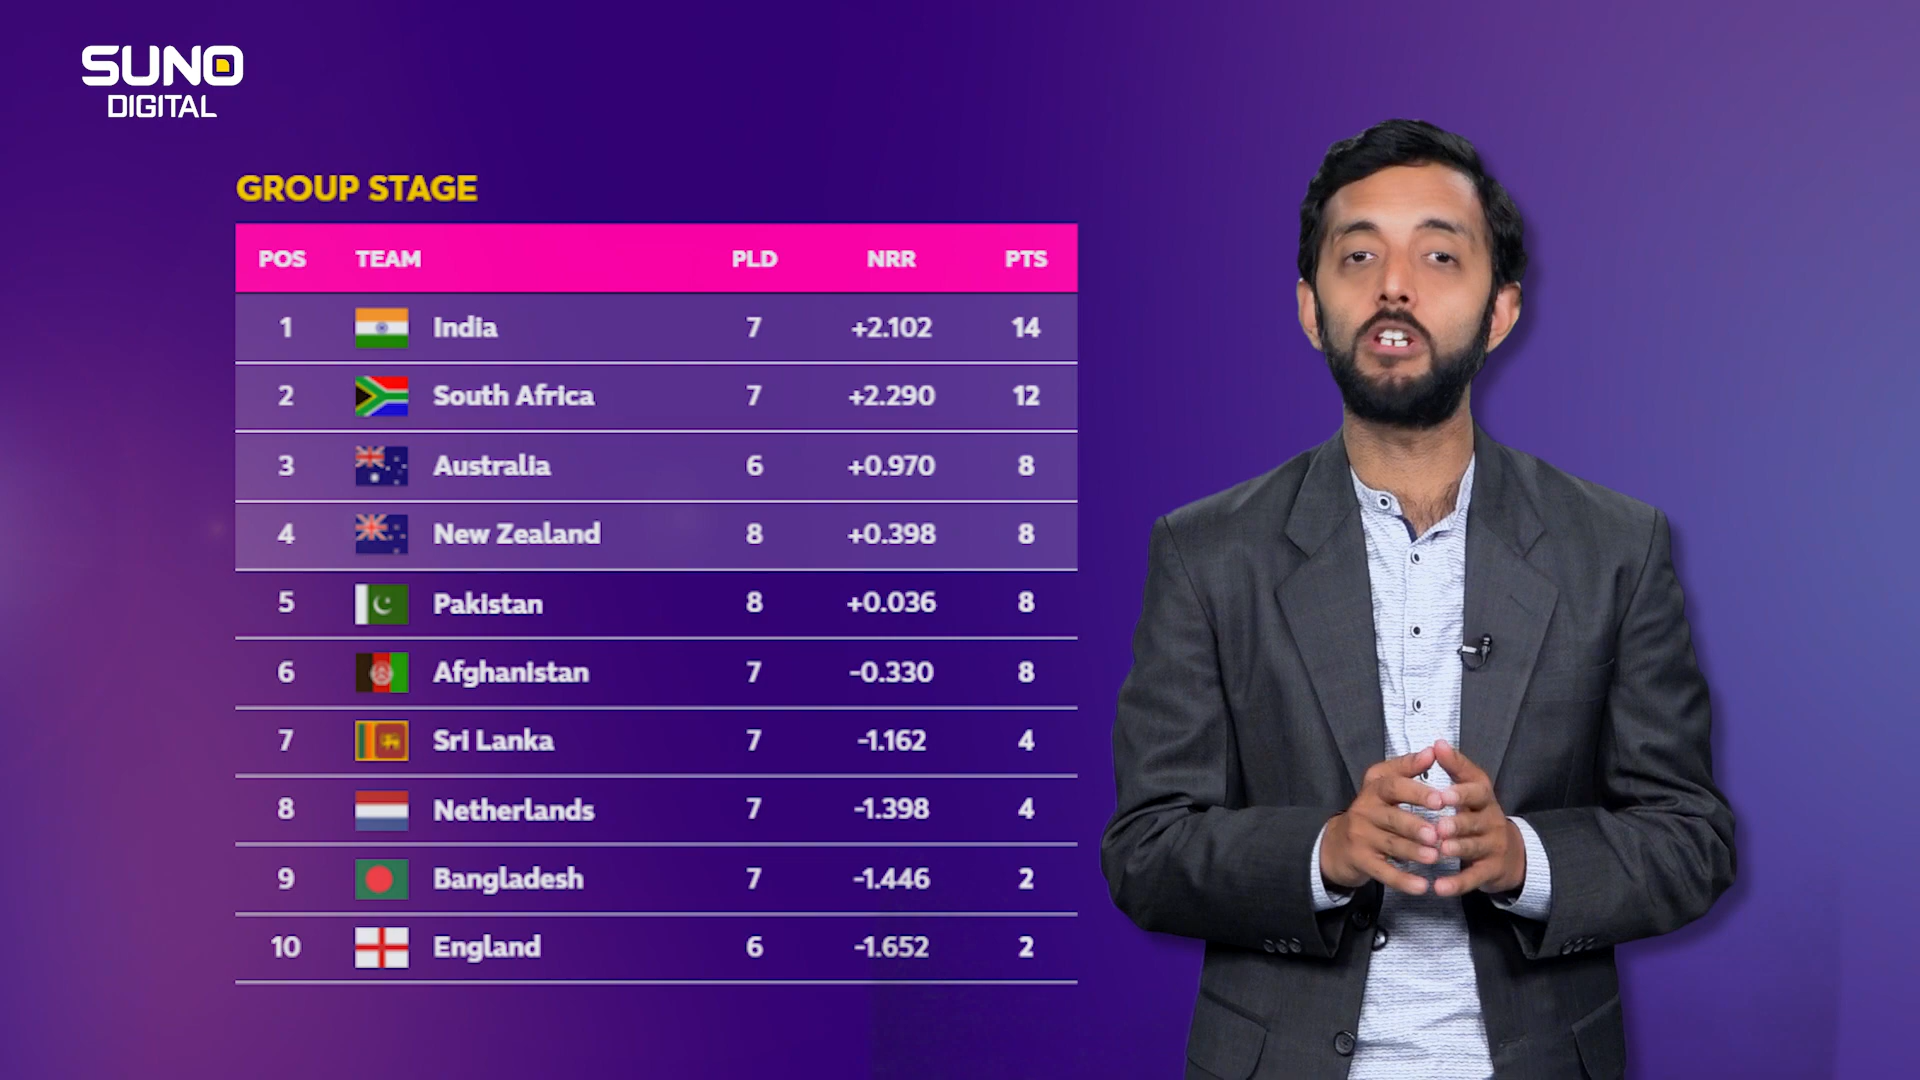 SUNO
DIGITAL
GROUP STAGE
POS TEAM PLD NRR PTS
1 India 7 +2.102 14
2 South Africa 7 +2.290 12
3 Australia 6 +0.970 8
4 New Zealand 8 +0.398 8
5 Pakistan 8 +0.036 8
6 Afghanistan 7 -0.330 8
7 Sri Lanka 7 -1.162 4
8 Netherlands 7 -1.398 4
9 Bangladesh 7 -1.446 2
10 England 6 -1.652 2